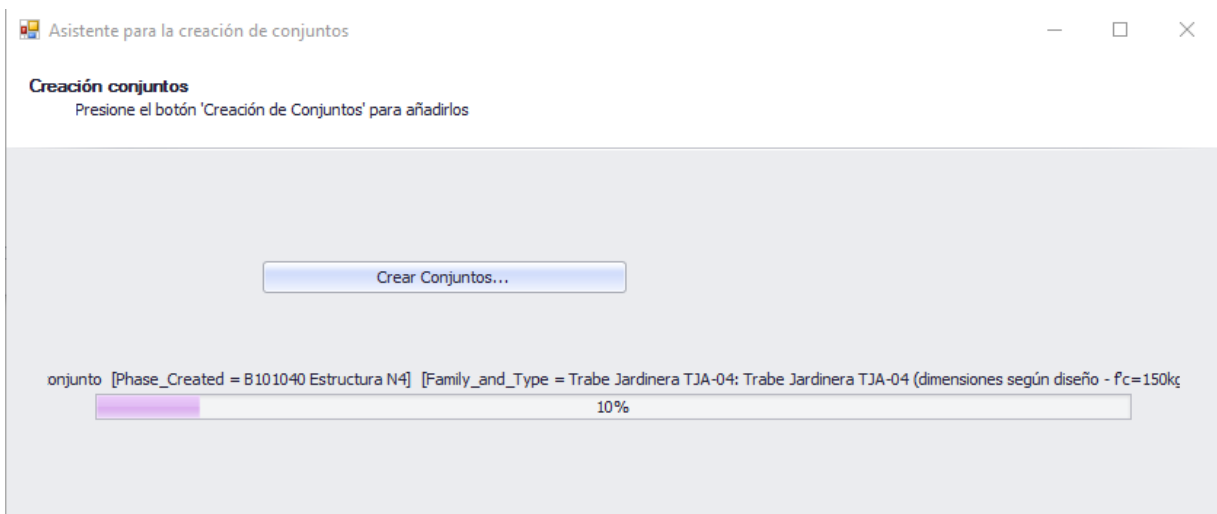 Asistente para la creación de conjuntos
Creación conjuntos
Presione el botón 'Creación de Conjuntos' para añadirlos
Crear Conjuntos...
onjunto [Phase_Created = B101040 Estructura N4] [Family_and_Type = Trabe Jardinera TJA-04: Trabe Jardinera TJA-04 (dimensiones según diseño - f'c=150kg
10%